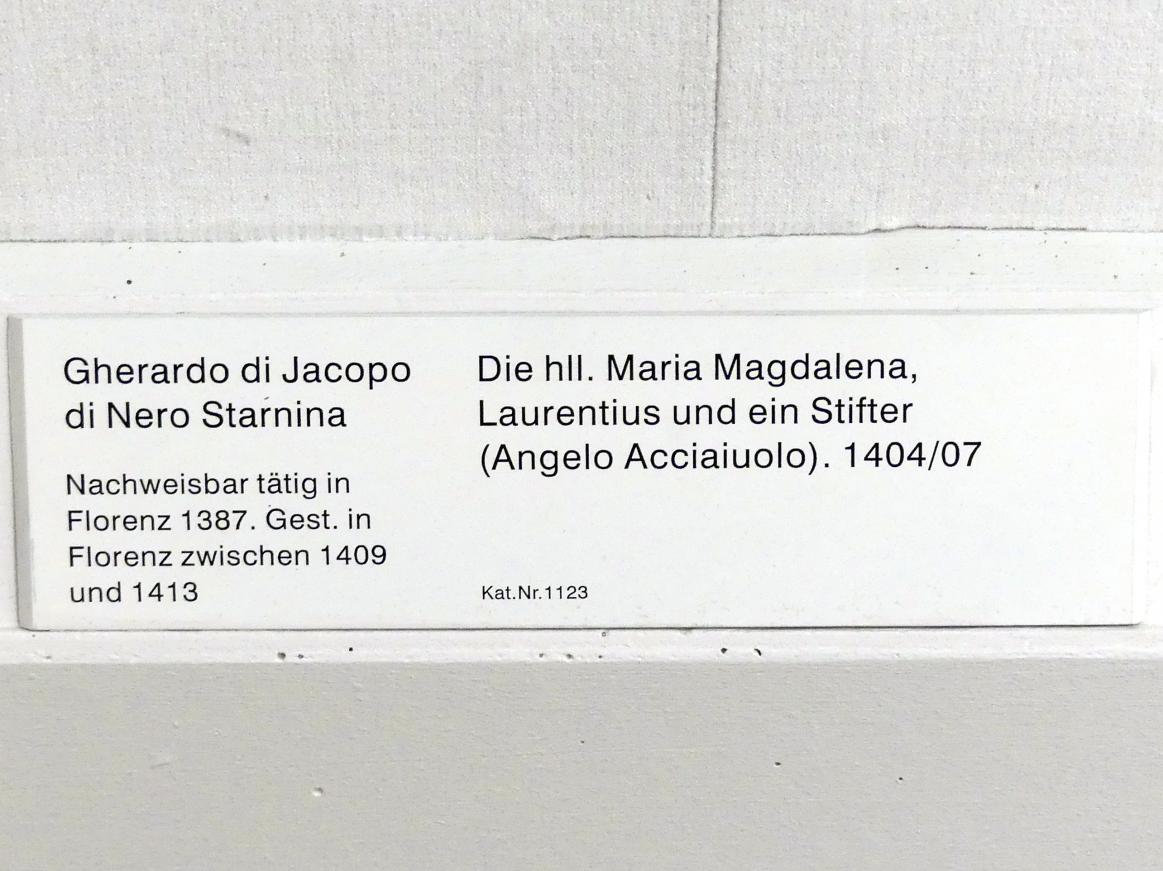 Gherardo di Jacopo
di Nero Starnina
Nachweisbar tätig in
Florenz 1387. Gest. in
Florenz zwischen 1409
und 1413
Die hll. Maria Magdalena,
Laurentius und ein Stifter
(Angelo Acciaiuolo). 1404/07
Kat.Nr.1123